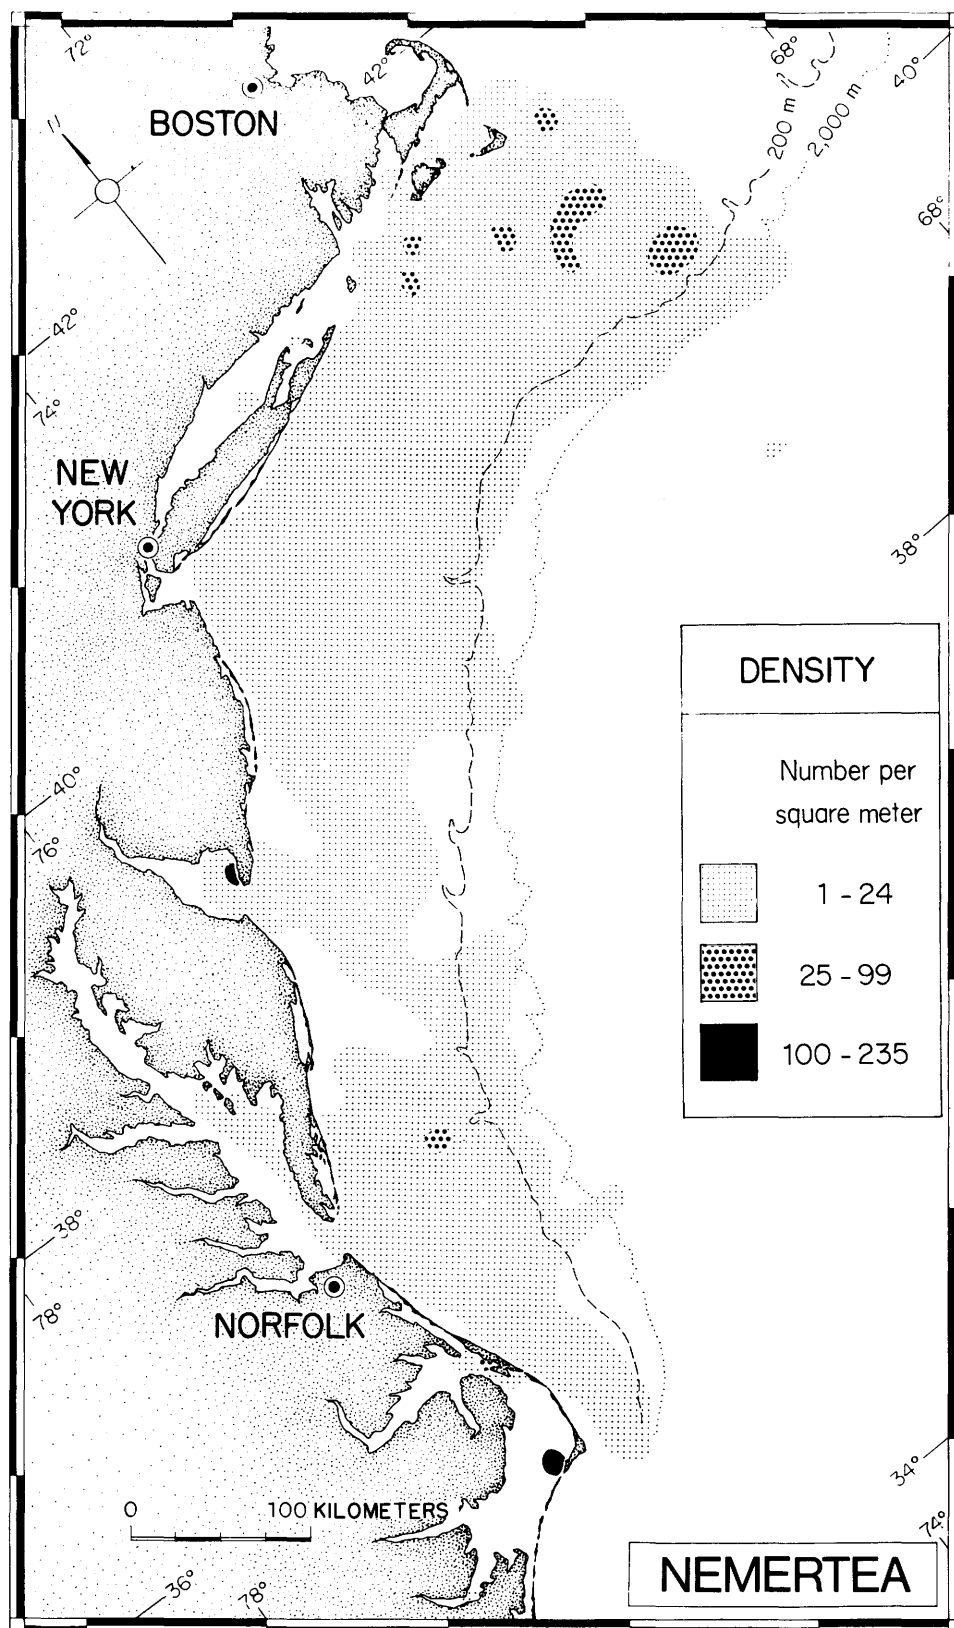 72°
42°
68°
200 m
2,000 m
40°
BOSTON
N
68°
42°
74°
NEW
YORK
38°
DENSITY
Number per
square meter
1 - 24
25 - 99
100 - 235
40°
76°
38°
78°
NORFOLK
34°
74°
0 100 KILOMETERS
36°
78°
NEMERTEA